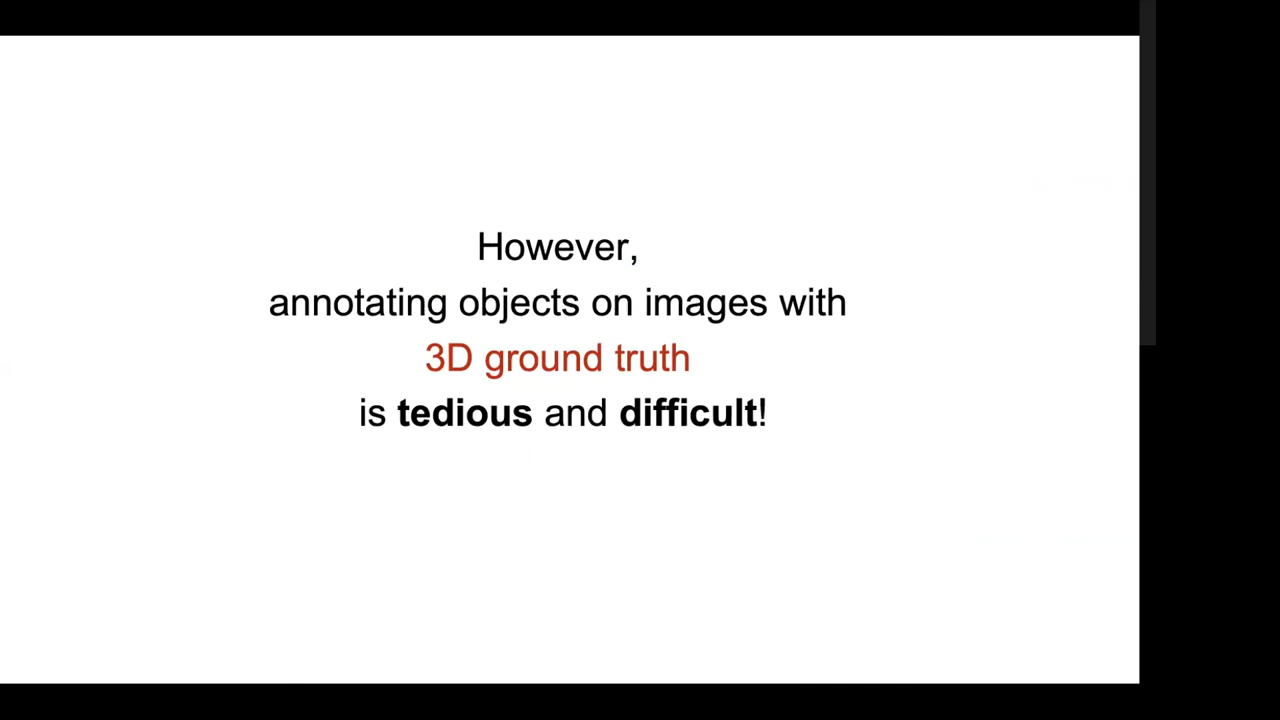 However,
annotating objects on images with
3D ground truth
is tedious and difficult!